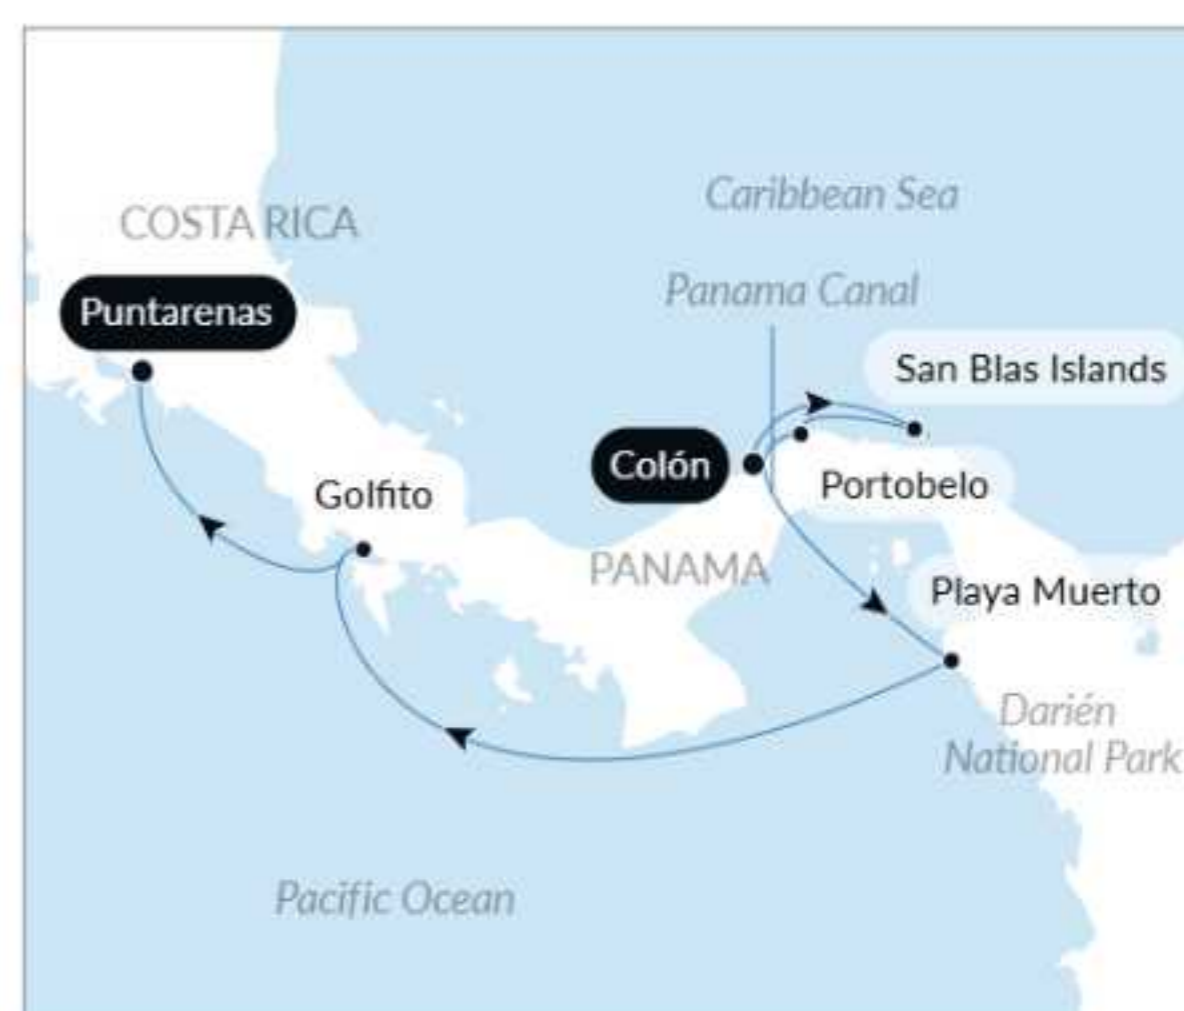 Caribbean Sea
COSTA RICA
Panama Canal
Puntarenas
San Blas Islands
Colón
Portobelo
Golfito
PANAMA
Playa Muerto
Darién
National Park
Pacific Ocean